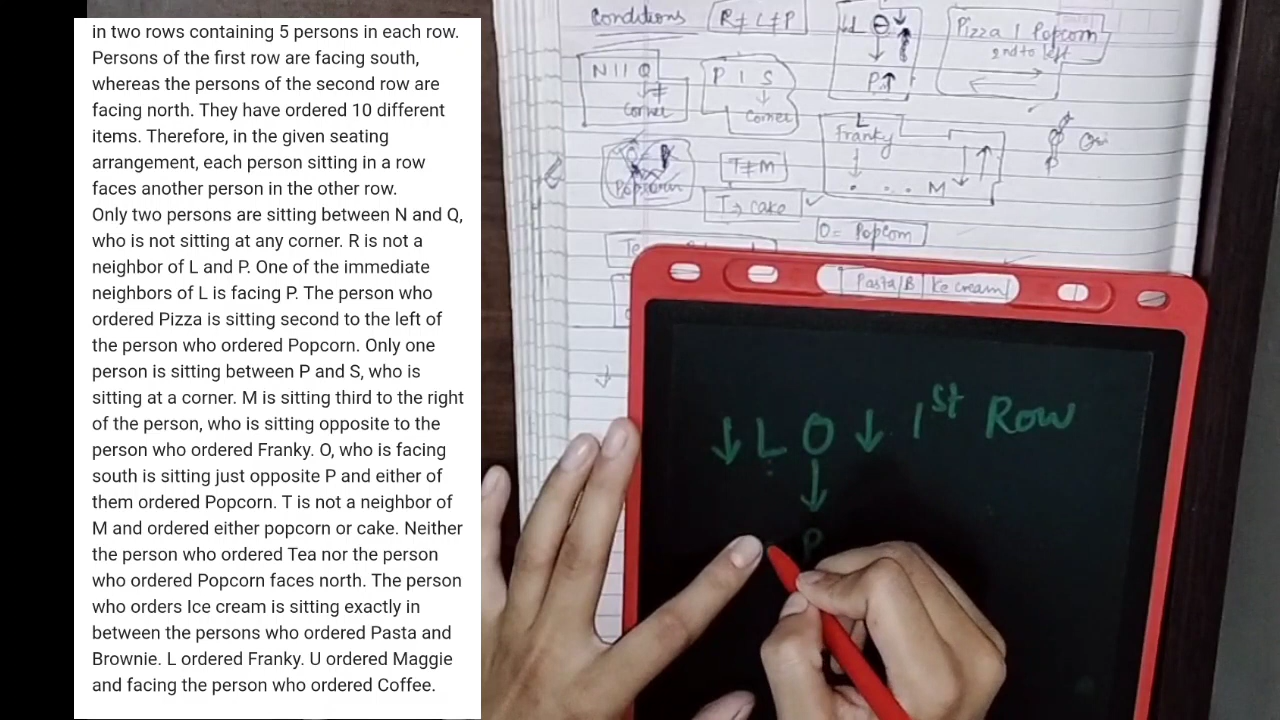 in two rows containing 5 persons in each row.
Persons of the first row are facing south,
whereas the persons of the second row are
facing north. They have ordered 10 different
items. Therefore, in the given seating
arrangement, each person sitting in a row
faces another person in the other row.
Only two persons are sitting between N and Q,
who is not sitting at any corner. R is not a
neighbor of L and P. One of the immediate
neighbors of L is facing P. The person who
ordered Pizza is sitting second to the left of
the person who ordered Popcorn. Only one
person is sitting between P and S, who is
sitting at a corner. M is sitting third to the right
of the person, who is sitting opposite to the
person who ordered Franky. O, who is facing
south is sitting just opposite P and either of
them ordered Popcorn. T is not a neighbor of
M and ordered either popcorn or cake. Neither
the person who ordered Tea nor the person
who ordered Popcorn faces north. The person
who orders Ice cream is sitting exactly in
between the persons who ordered Pasta and
Brownie. L ordered Franky. U ordered Maggie
and facing the person who ordered Coffee.
Conditions R≠L≠P
↓L O ↓
↓
P↑
Pizza | Popcorn
2nd to left
N | | Q
↓ ≠
corner
P | S
↓
corner
L
Franky
↓ ↓ ↑
. . . . M
Popcorn
T≠M
T → cake ✓
O = Popcorn
Pasta/B Ice cream
↓ L O ↓ 1st Row
↓
P